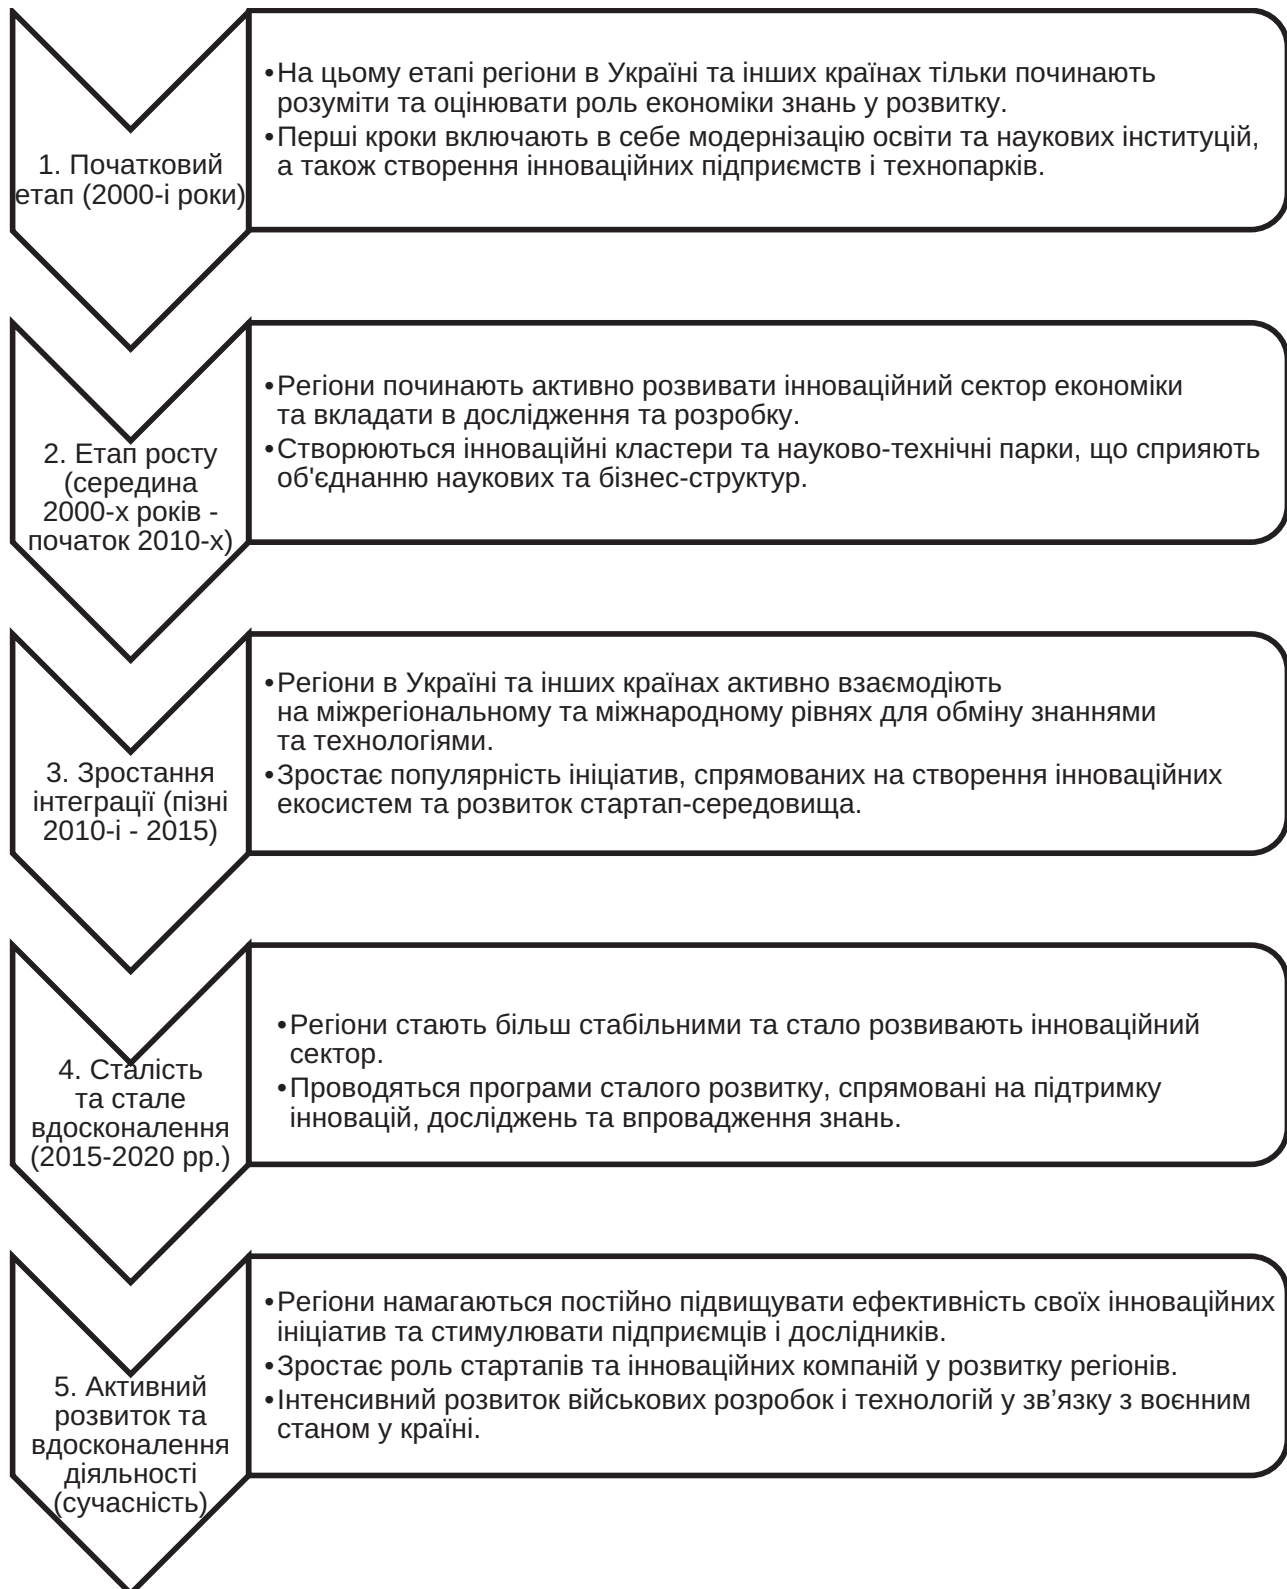 1. Початковий
етап (2000-і роки)
•На цьому етапі регіони в Україні та інших країнах тільки починають
розуміти та оцінювати роль економіки знань у розвитку.
•Перші кроки включають в себе модернізацію освіти та наукових інституцій,
а також створення інноваційних підприємств і технопарків.
2. Етап росту
(середина
2000-х років -
початок 2010-х)
•Регіони починають активно розвивати інноваційний сектор економіки
та вкладати в дослідження та розробку.
•Створюються інноваційні кластери та науково-технічні парки, що сприяють
об'єднанню наукових та бізнес-структур.
3. Зростання
інтеграції (пізні
2010-і - 2015)
•Регіони в Україні та інших країнах активно взаємодіють
на міжрегіональному та міжнародному рівнях для обміну знаннями
та технологіями.
•Зростає популярність ініціатив, спрямованих на створення інноваційних
екосистем та розвиток стартап-середовища.
4. Сталість
та стале
вдосконалення
(2015-2020 рр.)
•Регіони стають більш стабільними та стало розвивають інноваційний
сектор.
•Проводяться програми сталого розвитку, спрямовані на підтримку
інновацій, досліджень та впровадження знань.
5. Активний
розвиток та
вдосконалення
діяльності
(сучасність)
•Регіони намагаються постійно підвищувати ефективність своїх інноваційних
ініціатив та стимулювати підприємців і дослідників.
•Зростає роль стартапів та інноваційних компаній у розвитку регіонів.
•Інтенсивний розвиток військових розробок і технологій у зв’язку з воєнним
станом у країні.